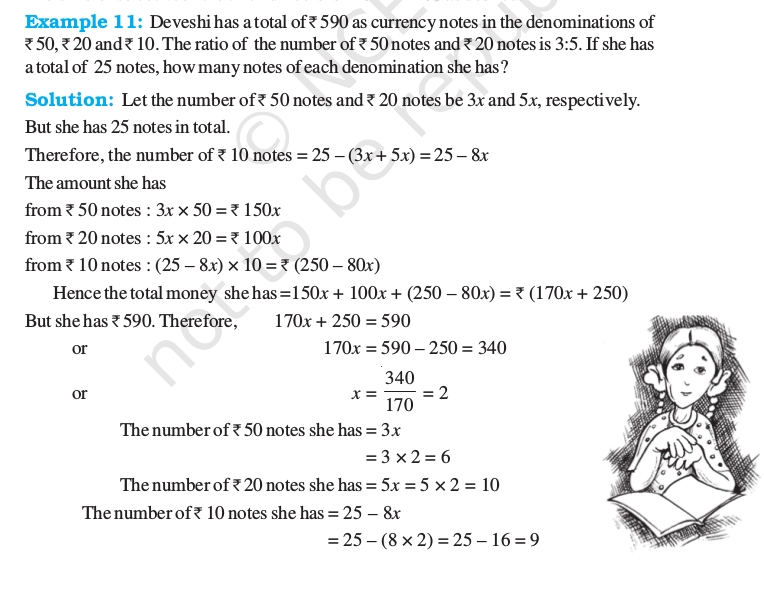 Example 11: Deveshi has a total of ₹ 590 as currency notes in the denominations of
₹ 50, ₹ 20 and ₹ 10. The ratio of the number of ₹ 50 notes and ₹ 20 notes is 3:5. If she has
a total of 25 notes, how many notes of each denomination she has?
Solution: Let the number of ₹ 50 notes and ₹ 20 notes be 3x and 5x, respectively.
But she has 25 notes in total.
Therefore, the number of ₹ 10 notes = 25 – (3x + 5x) = 25 – 8x
The amount she has
from ₹ 50 notes : 3x × 50 = ₹ 150x
from ₹ 20 notes : 5x × 20 = ₹ 100x
from ₹ 10 notes : (25 – 8x) × 10 = ₹ (250 – 80x)
Hence the total money she has =150x + 100x + (250 – 80x) = ₹ (170x + 250)
But she has ₹ 590. Therefore, 170x + 250 = 590
or 170x = 590 – 250 = 340
or x = 340/170 = 2
The number of ₹ 50 notes she has = 3x
= 3 × 2 = 6
The number of ₹ 20 notes she has = 5x = 5 × 2 = 10
The number of ₹ 10 notes she has = 25 – 8x
= 25 – (8 × 2) = 25 – 16 = 9
© NCE
not to be repu